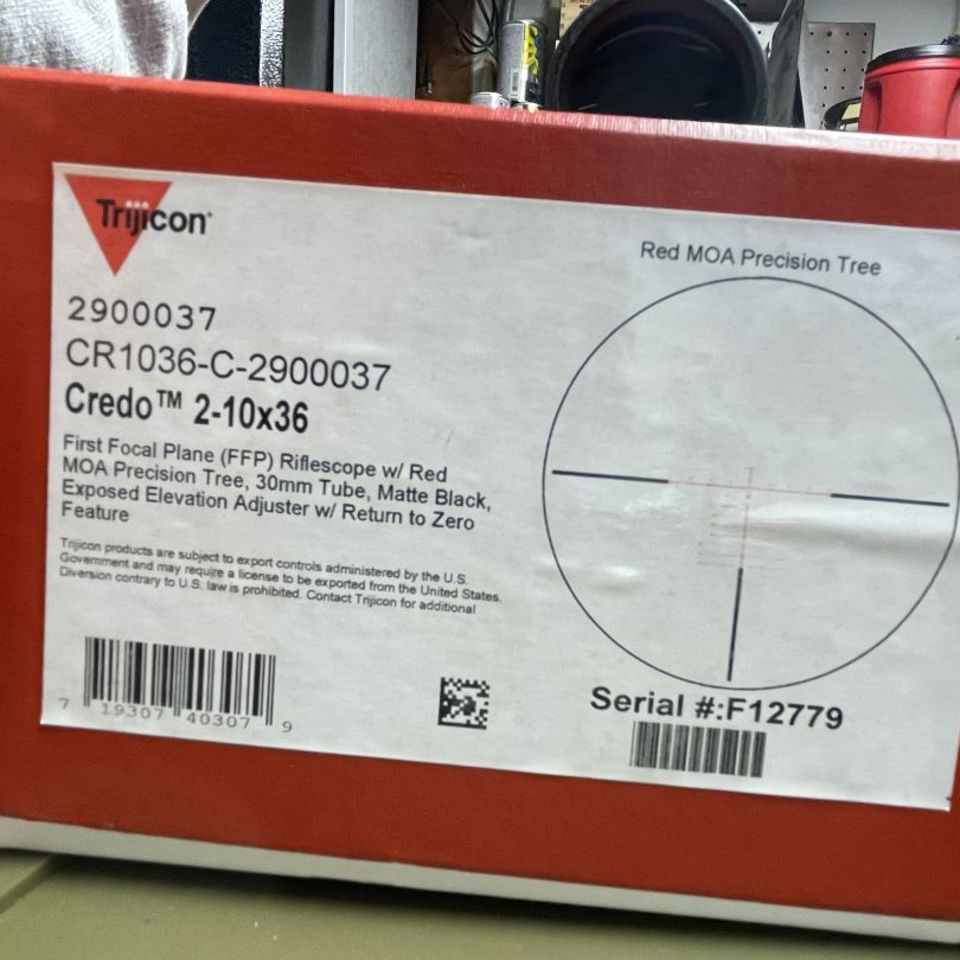 Trijicon®
Red MOA Precision Tree
2900037
CR1036-C-2900037
Credo™ 2-10x36
First Focal Plane (FFP) Riflescope w/ Red
MOA Precision Tree, 30mm Tube, Matte Black,
Exposed Elevation Adjuster w/ Return to Zero
Feature
Trijicon products are subject to export controls administered by the U.S.
Government and may require a license to be exported from the United States.
Diversion contrary to U.S. law is prohibited. Contact Trijicon for additional
7 19307 40307 9
Serial #:F12779